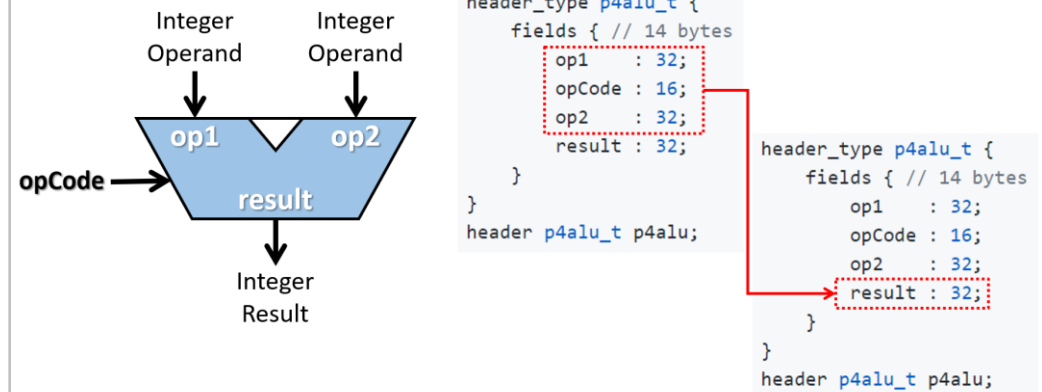 Integer
Operand
Integer
Operand
op1
op2
opCode
result
Integer
Result
header_type p4alu_t {
fields { // 14 bytes
op1    : 32;
opCode : 16;
op2    : 32;
result : 32;
}
}
header p4alu_t p4alu;
header_type p4alu_t {
fields { // 14 bytes
op1    : 32;
opCode : 16;
op2    : 32;
result : 32;
}
}
header p4alu_t p4alu;